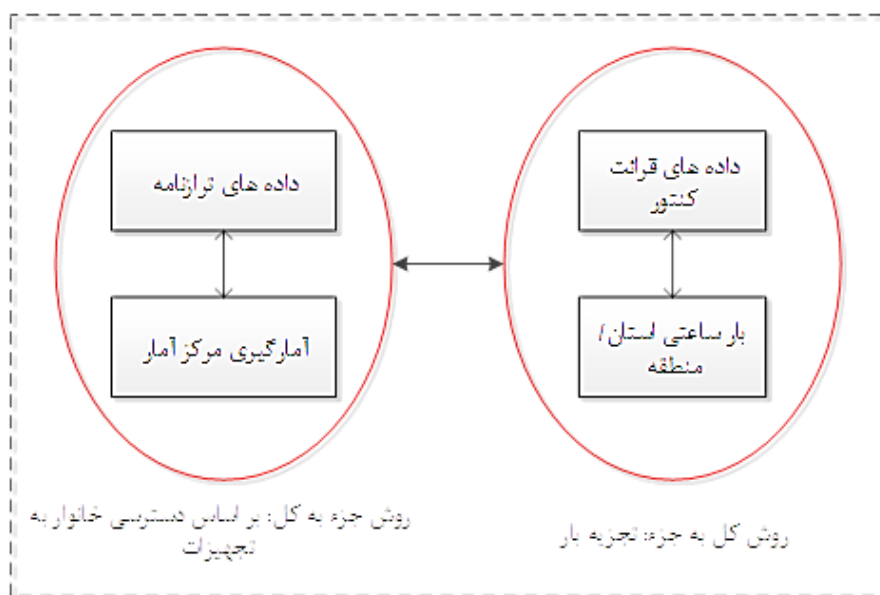 داده های قرائت
کنتور
بار ساعتی استان/
منطقه
روش کل به جزء: تجزیه بار
داده های ترازنامه
آمارگیری مرکز آمار
روش جزء به کل: بر اساس دسترسی خانوار به
تجهیزات